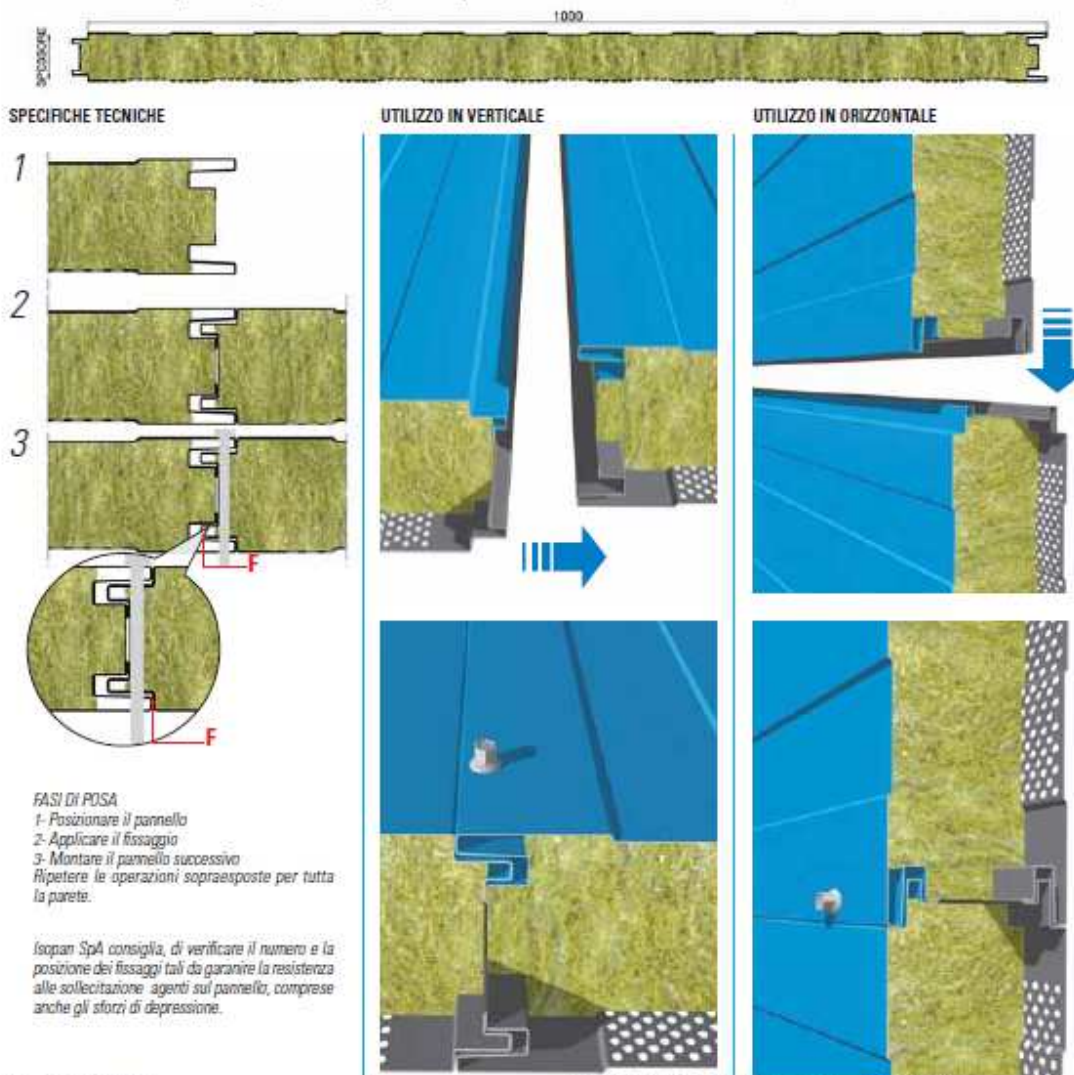 1000
SPESSORE
SPECIFICHE TECNICHE
1
2
3
F
F
FASI DI POSA
1- Posizionare il pannello
2- Applicare il fissaggio
3- Montare il pannello successivo
Ripetere le operazioni sopraesposte per tutta
la parete.
Isopan SpA consiglia, di verificare il numero e la
posizione dei fissaggi tali da garanire la resistenza
alle sollecitazione agenti sul pannello, comprese
anche gli sforzi di depressione.
UTILIZZO IN VERTICALE
UTILIZZO IN ORIZZONTALE